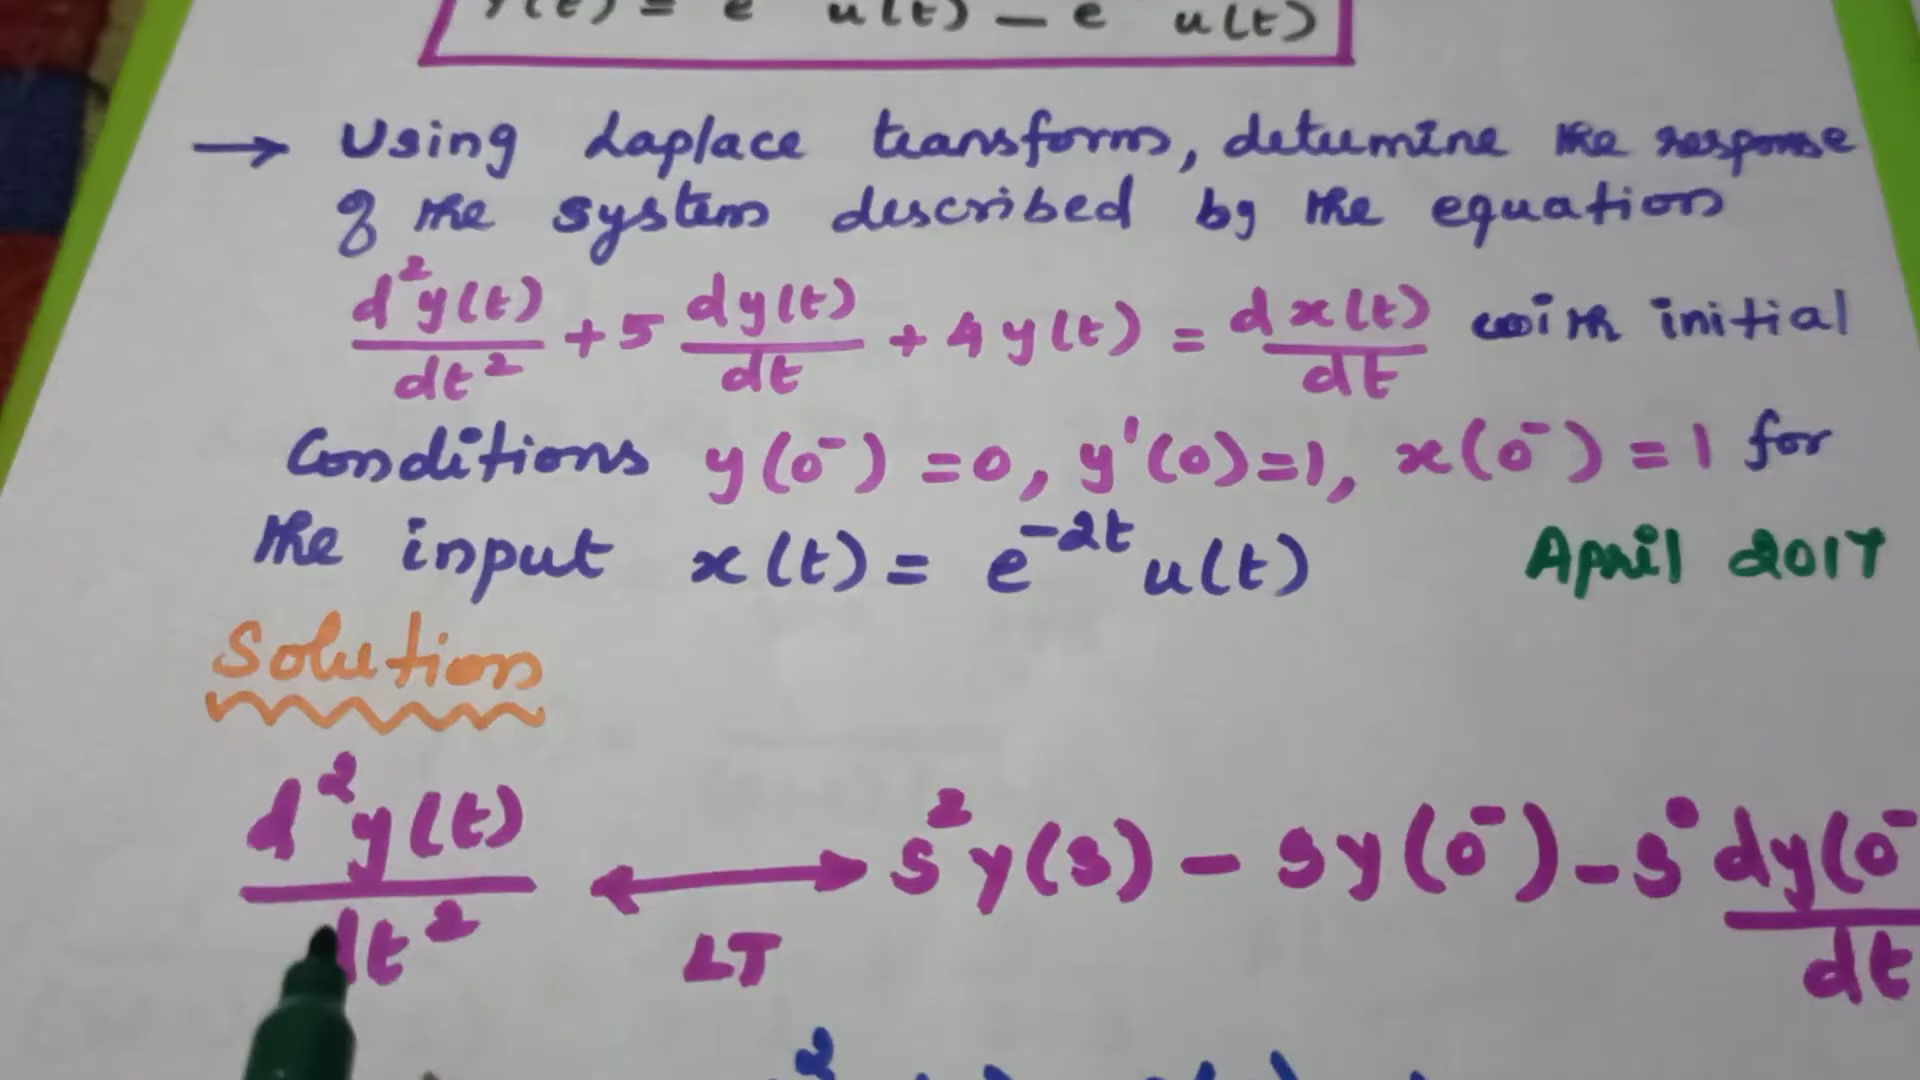 = e u(t) - e u(t)
→ Using Laplace transform, determine the response
of the system described by the equation
d²y(t)/dt² + 5 dy(t)/dt + 4y(t) = dx(t)/dt with initial
Conditions y(0⁻) = 0, y'(0)=1, x(0⁻) = 1 for
the input x(t) = e^-2t u(t) April 2017
Solution
d²y(t)/dt² ↔ LT s²y(s) - sy(0⁻) - s⁰ dy(0⁻/dt